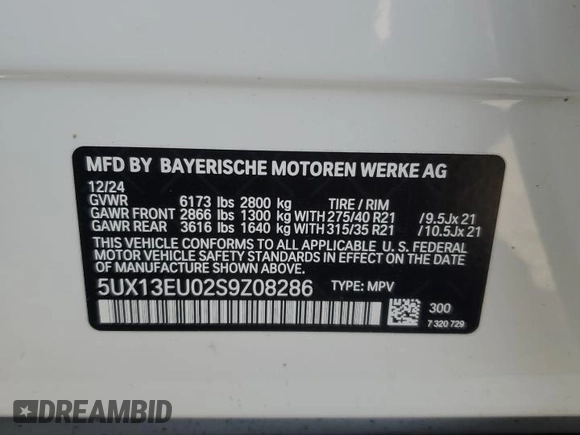 MFD BY BAYERISCHE MOTOREN WERKE AG
12/24
GVWR 6173 lbs 2800 kg TIRE / RIM
GAWR FRONT 2866 lbs 1300 kg WITH 275/40 R21 /9.5Jx 21
GAWR REAR 3616 lbs 1640 kg WITH 315/35 R21 /10.5Jx 21
THIS VEHICLE CONFORMS TO ALL APPLICABLE U. S. FEDERAL
MOTOR VEHICLE SAFETY STANDARDS IN EFFECT ON THE
DATE OF MANUFACTURE SHOWN ABOVE.
5UX13EU02S9Z08286 TYPE: MPV
300
7 320 729
DREAMBID